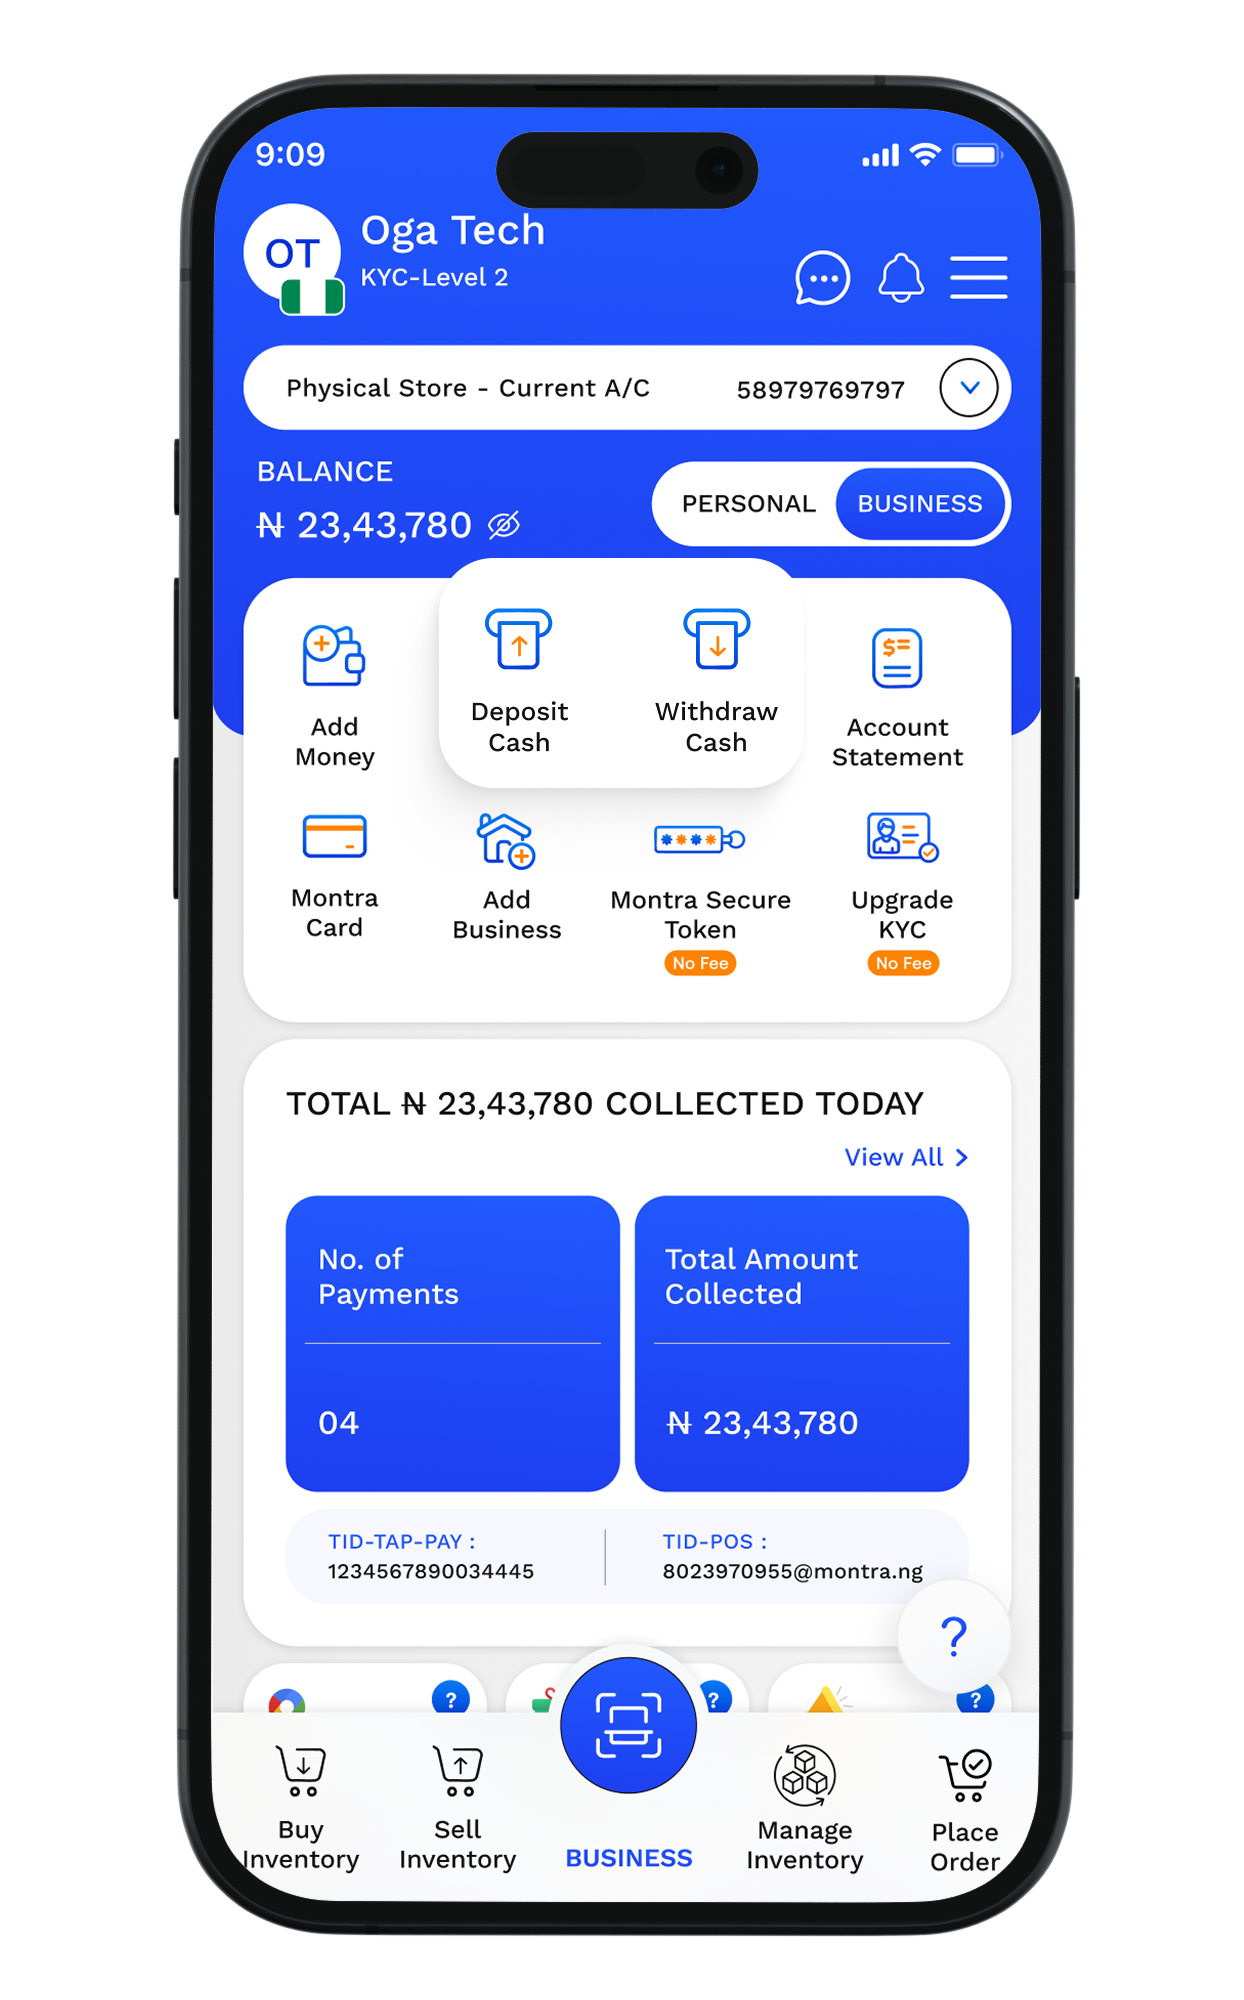 9:09
OT
Oga Tech
KYC-Level 2
Physical Store - Current A/C
58979769797
BALANCE
₦ 23,43,780
PERSONAL
BUSINESS
Add
Money
Deposit
Cash
Withdraw
Cash
$
Account
Statement
Montra
Card
Add
Business
Montra Secure
Token
No Fee
Upgrade
KYC
No Fee
TOTAL ₦ 23,43,780 COLLECTED TODAY
View All
No. of
Payments
04
Total Amount
Collected
₦ 23,43,780
TID-TAP-PAY :
1234567890034445
TID-POS :
8023970955@montra.ng
?
?
?
?
Buy
Inventory
Sell
Inventory
BUSINESS
Manage
Inventory
Place
Order